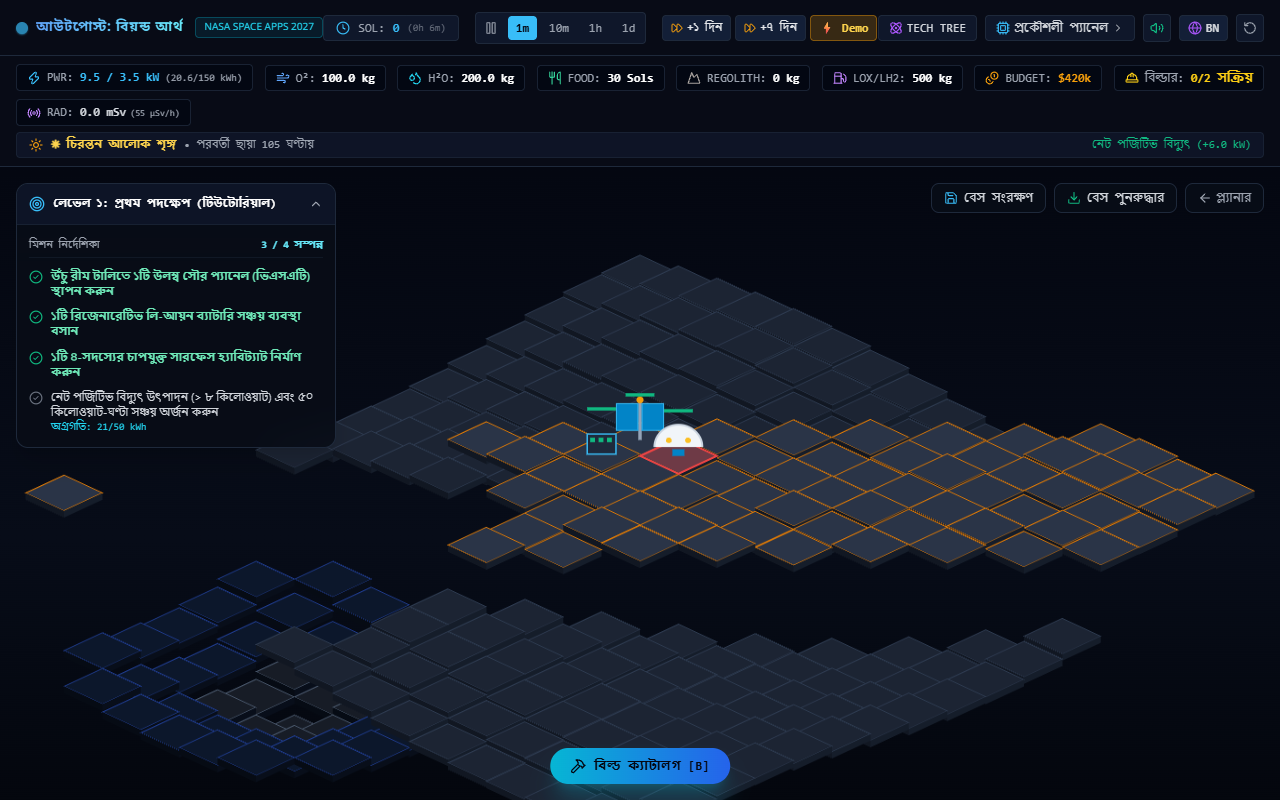 আউটপোস্ট: বিয়ন্ড আর্থ NASA SPACE APPS 2027 SOL: 0 (0h 6m) 1m 10m 1h 1d +১ দিন +৭ দিন Demo TECH TREE প্রকৌশলী প্যানেল BN
PWR: 9.5 / 3.5 kW (20.6/150 kWh) O²: 100.0 kg H²O: 200.0 kg FOOD: 30 Sols REGOLITH: 0 kg LOX/LH2: 500 kg BUDGET: $420k বিল্ডার: 0/2 সক্রিয়
RAD: 0.0 mSv (55 µSv/h)
চিরন্তন আলোক শৃঙ্গ • পরবর্তী ছায়া 105 ঘণ্টায় নেট পজিটিভ বিদ্যুৎ (+6.0 kW)
লেভেল ১: প্রথম পদক্ষেপ (টিউটোরিয়াল)
বেস সংরক্ষণ বেস পুনরুদ্ধার ← প্ল্যানার
মিশন নির্দেশিকা 3 / 4 সম্পন্ন
উঁচু রীম টালিতে ১টি উলম্ব সৌর প্যানেল (ভিএসএটি)
স্থাপন করুন
১টি রিজেনারেটিভ লি-আয়ন ব্যাটারি সঞ্চয় ব্যবস্থা
বসান
১টি ৪-সদস্যের চাপযুক্ত সারফেস হ্যাবিট্যাট নির্মাণ
করুন
নেট পজিটিভ বিদ্যুৎ উৎপাদন (> ৮ কিলোওয়াট) এবং ৫০
কিলোওয়াট-ঘণ্টা সঞ্চয় অর্জন করুন
অগ্রগতি: 21/50 kWh
বিল্ড ক্যাটালগ [B]